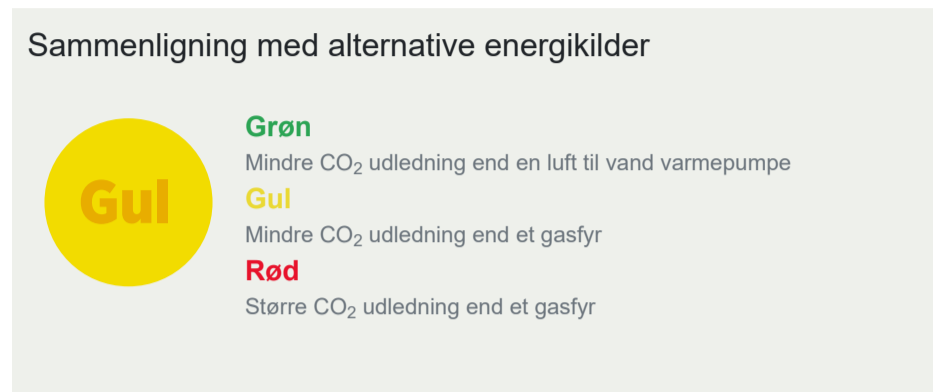 Sammenligning med alternative energikilder
Gul
Grøn
Mindre CO₂ udledning end en luft til vand varmepumpe
Gul
Mindre CO₂ udledning end et gasfyr
Rød
Større CO₂ udledning end et gasfyr